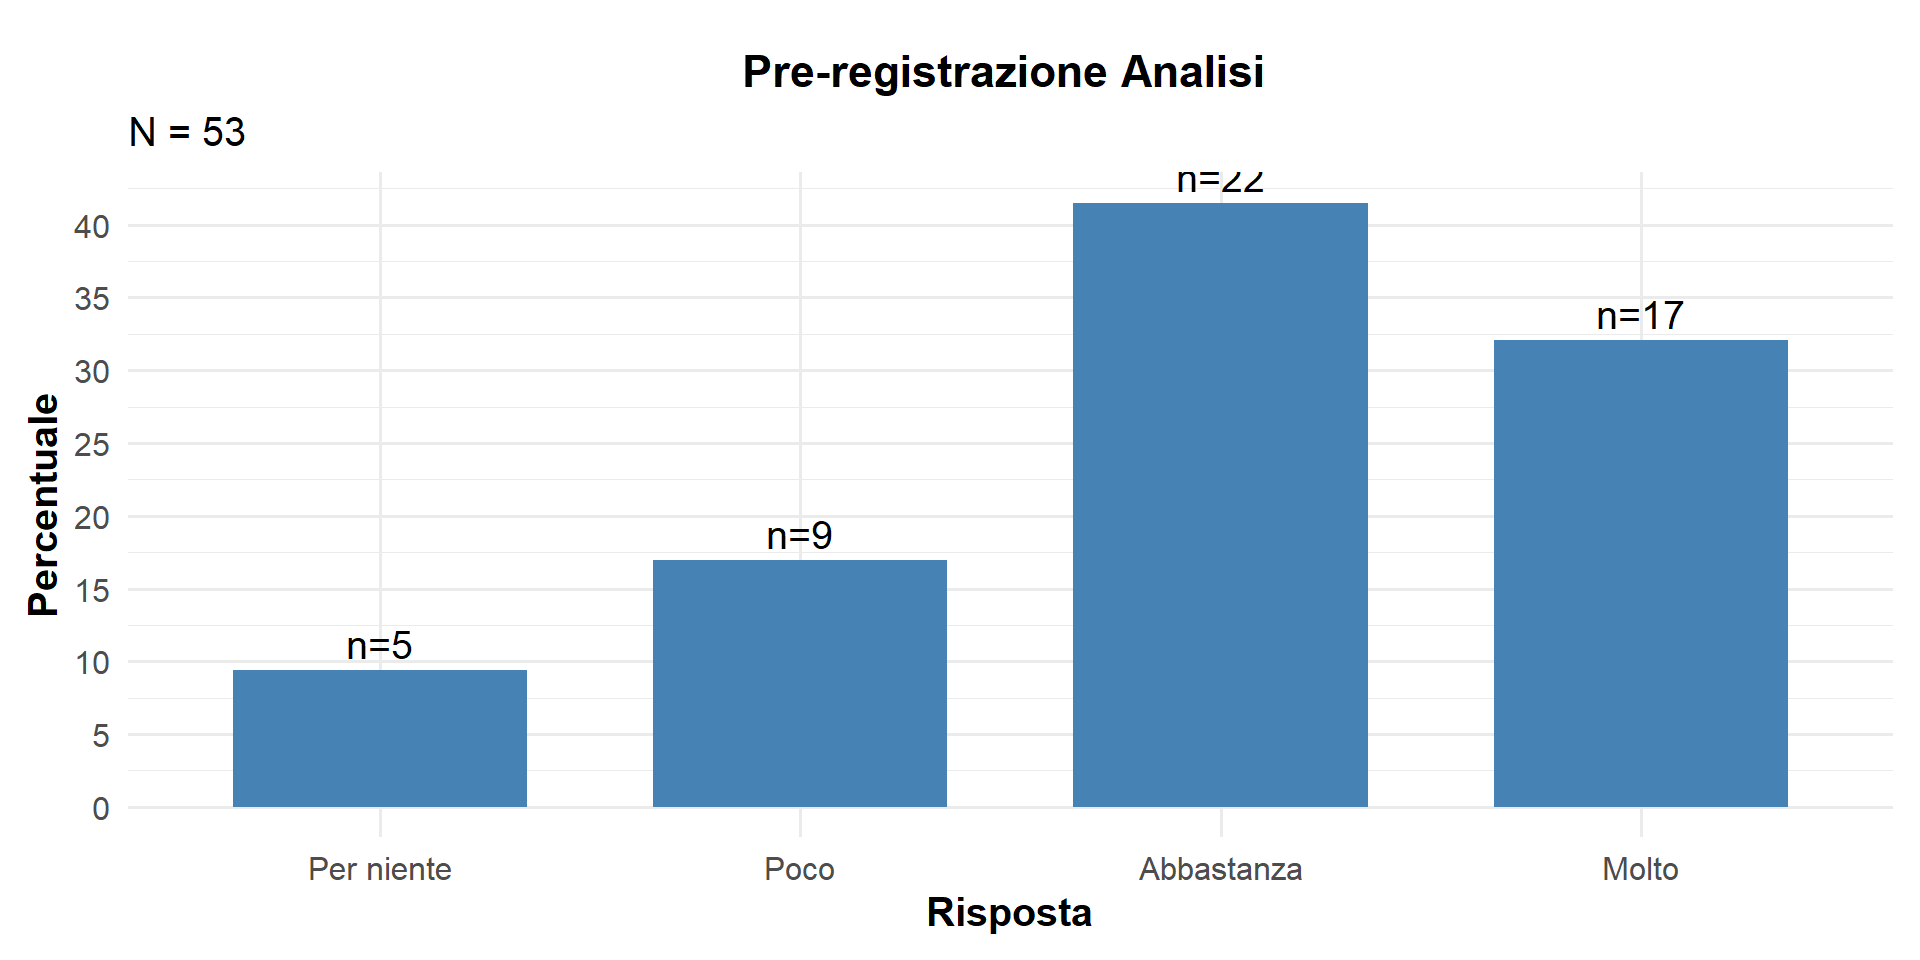 Pre-registrazione Analisi
N = 53
n=22
40
35
n=17
30
Percentuale
25
20
n=9
15
n=5
10
5
0
Per niente
Poco
Abbastanza
Molto
Risposta